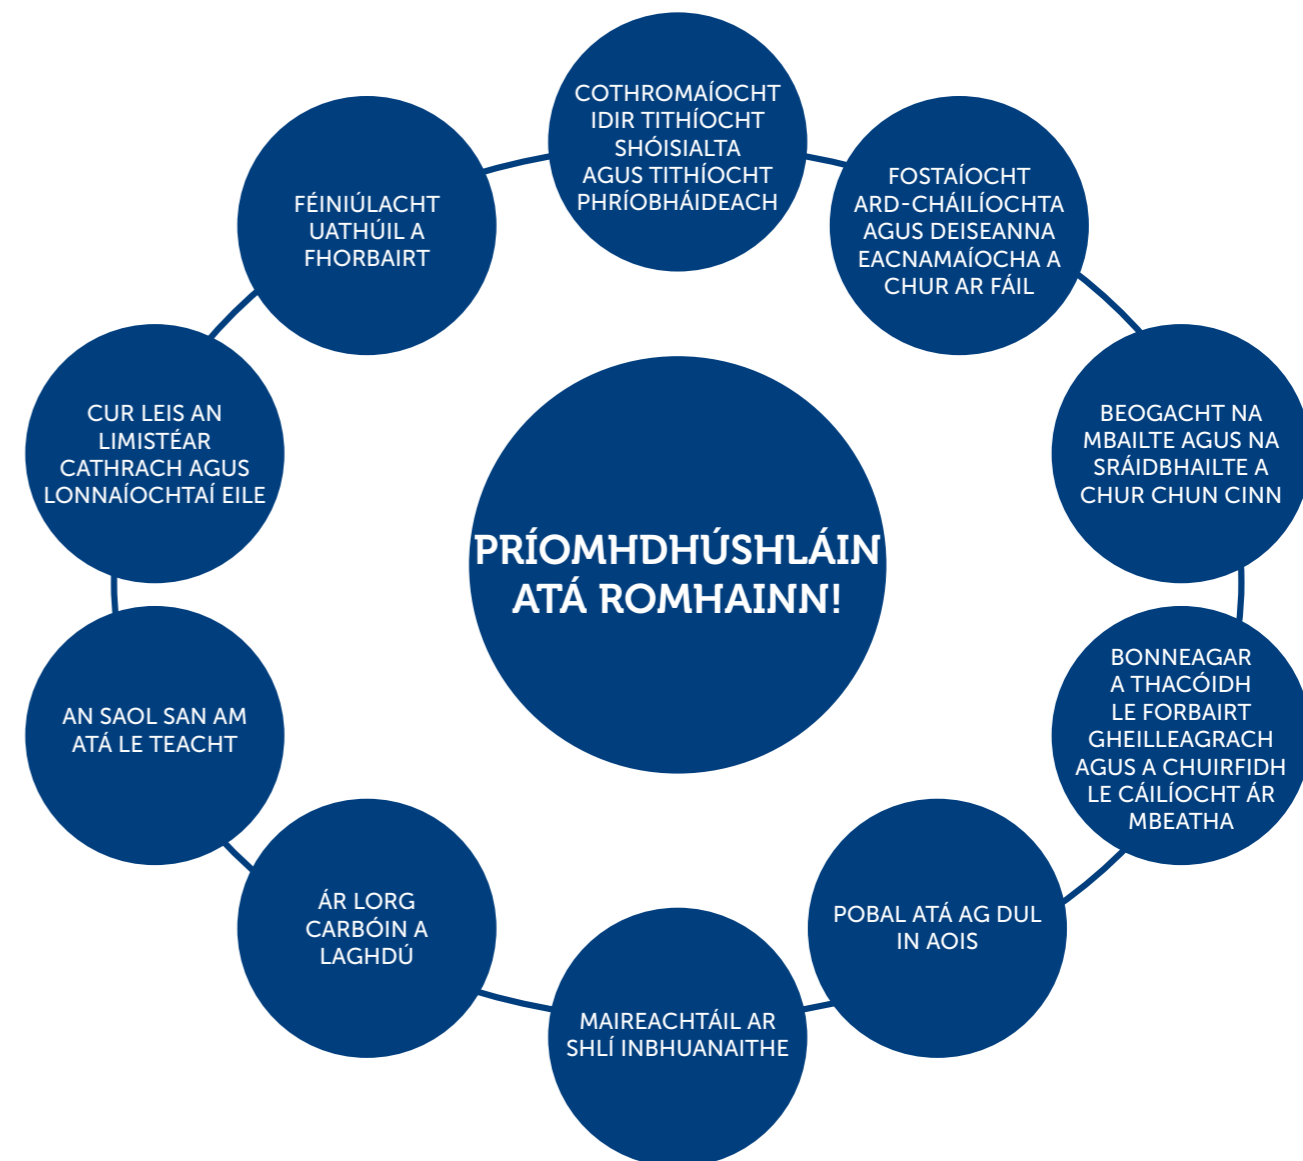 COTHROMAÍOCHT
IDIR TITHÍOCHT
SHÓISIALTA
AGUS TITHÍOCHT
PHRÍOBHÁIDEACH
FOSTAÍOCHT
ARD-CHÁILÍOCHTA
AGUS DEISEANNA
EACNAMAÍOCHA A
CHUR AR FÁIL
BEOGACHT NA
MBAILTE AGUS NA
SRÁIDBHAILTE A
CHUR CHUN CINN
BONNEAGAR
A THACÓIDH
LE FORBAIRT
GHEILLEAGRACH
AGUS A CHUIRFIDH
LE CÁILÍOCHT ÁR
MBEATHA
POBAL ATÁ AG DUL
IN AOIS
MAIREACHTÁIL AR
SHLÍ INBHUANAITHE
ÁR LORG
CARBÓIN A
LAGHDÚ
AN SAOL SAN AM
ATÁ LE TEACHT
CUR LEIS AN
LIMISTÉAR
CATHRACH AGUS
LONNAÍOCHTAÍ EILE
FÉINIÚLACHT
UATHÚIL A
FHORBAIRT
PRÍOMHDHÚSHLÁIN
ATÁ ROMHAINN!